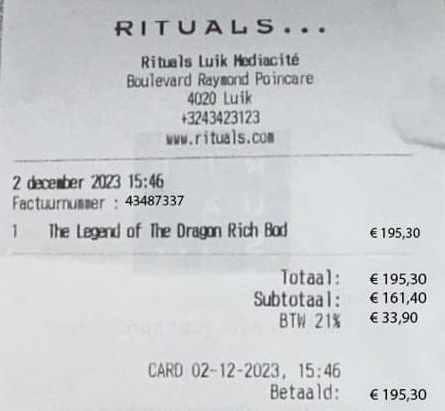 RITUALS...
Rituals Luik Mediacité
Boulevard Raymond Poincare
4020 Luik
+3243423123
www.rituals.com
2 december 2023 15:46
Factuurnummer : 43487337
1 The Legend of The Dragon Rich Bod € 195,30
Totaal: € 195,30
Subtotaal: € 161,40
BTW 21% € 33,90
CARD 02-12-2023, 15:46
Betaald: € 195,30